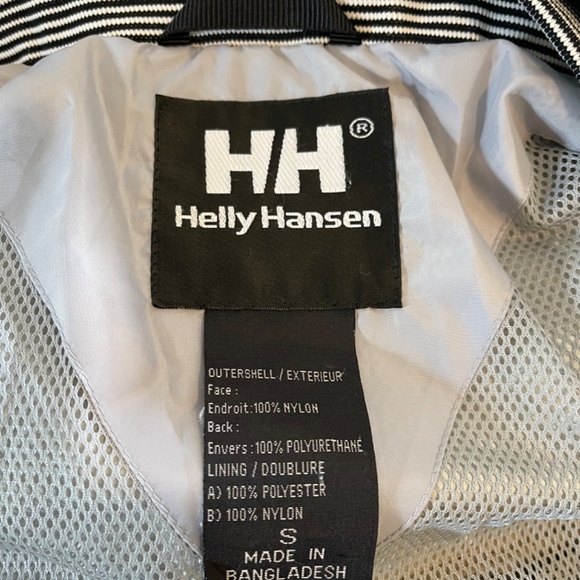 HH®
Helly Hansen
OUTERSHELL / EXTERIEUR
Face :
Endroit: 100% NYLON
Back :
Envers : 100% POLYURETHANE
LINING / DOUBLURE
A) 100% POLYESTER
B) 100% NYLON
S
MADE IN
BANGLADESH